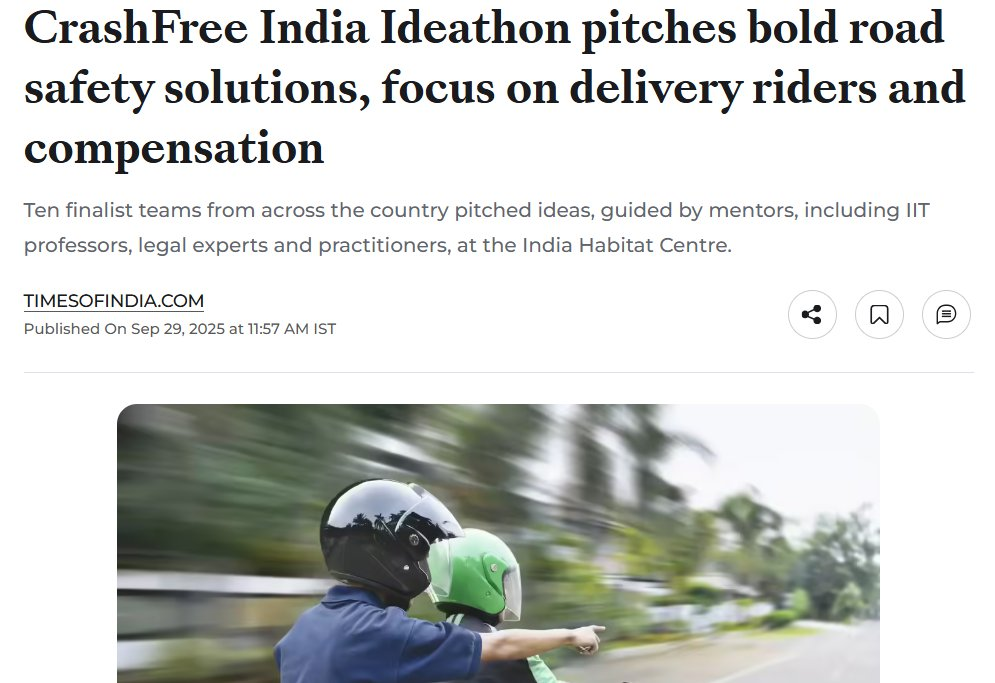 CrashFree India Ideathon pitches bold road
safety solutions, focus on delivery riders and
compensation
Ten finalist teams from across the country pitched ideas, guided by mentors, including IIT
professors, legal experts and practitioners, at the India Habitat Centre.
TIMESOFINDIA.COM
Published On Sep 29, 2025 at 11:57 AM IST